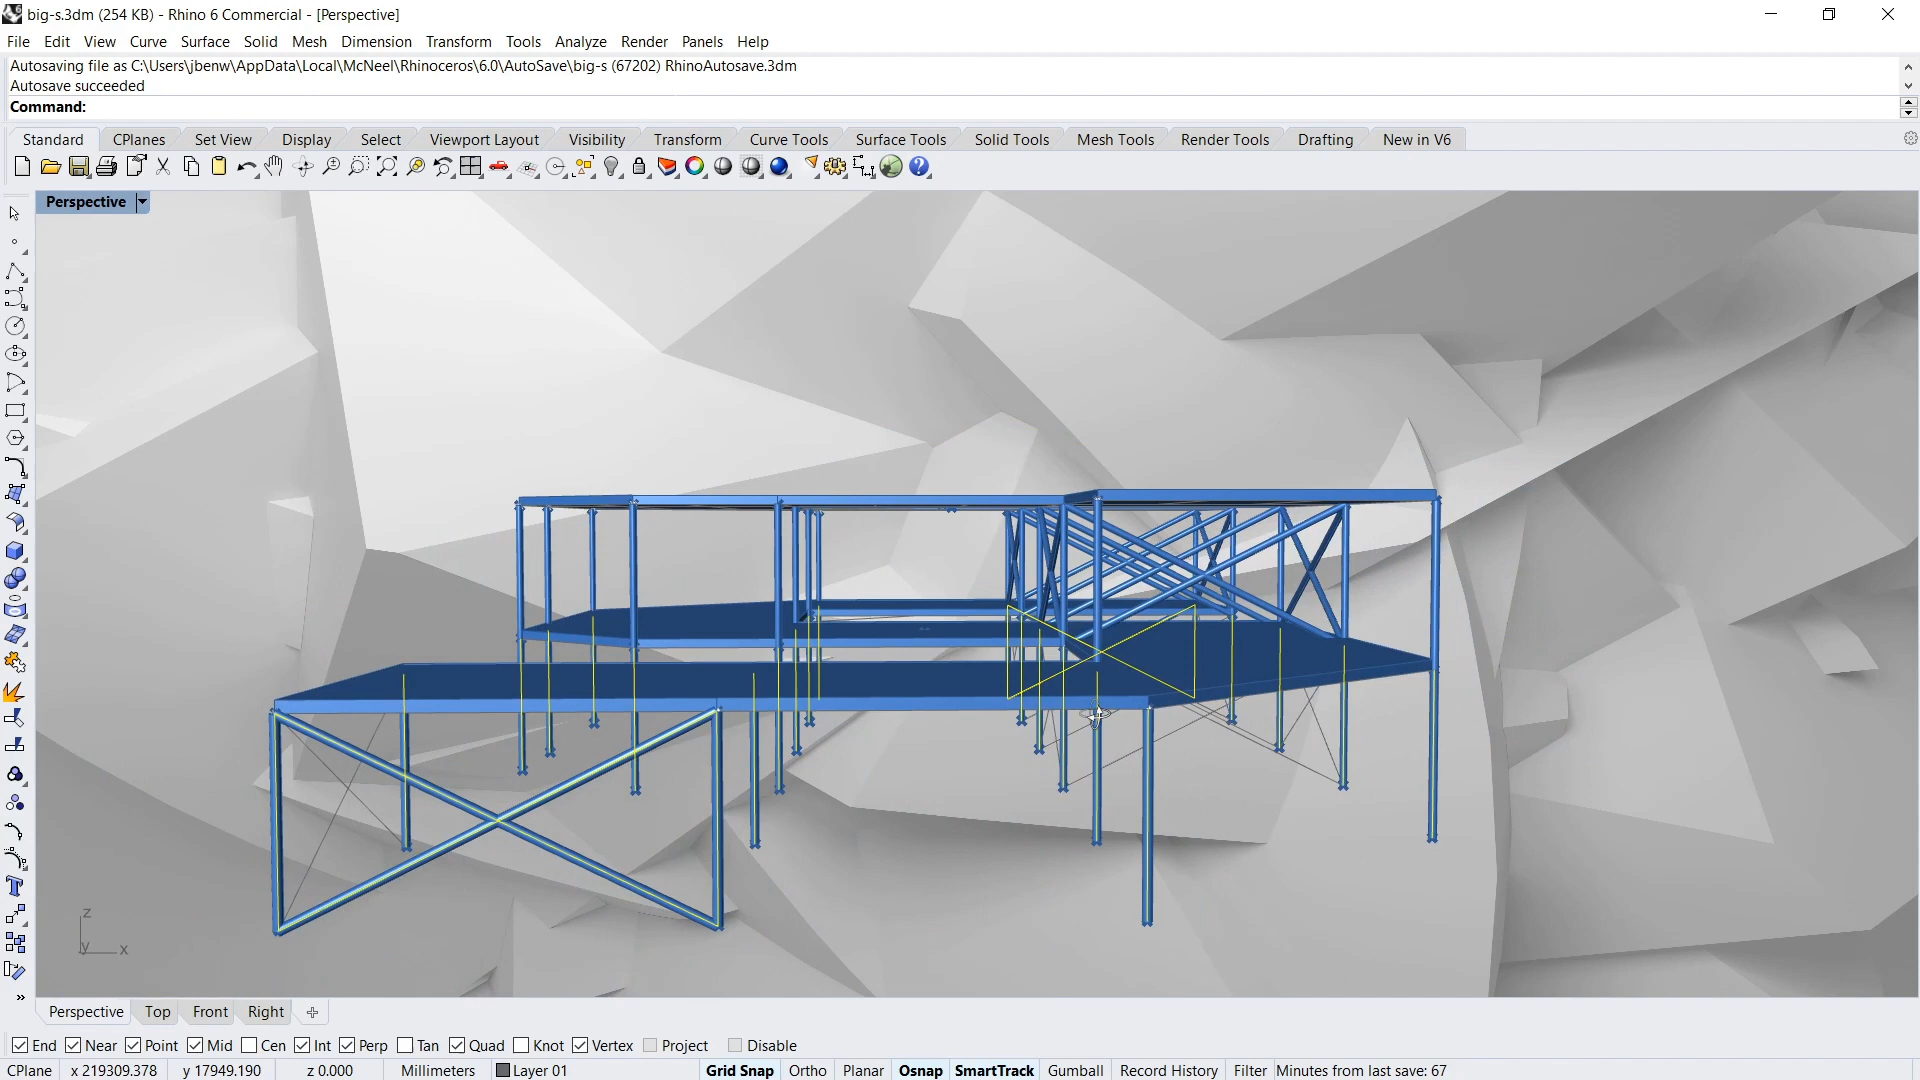 big-s.3dm (254 KB) - Rhino 6 Commercial - [Perspective]
File Edit View Curve Surface Solid Mesh Dimension Transform Tools Analyze Render Panels Help
Autosaving file as C:\Users\jbenw\AppData\Local\McNeel\Rhinoceros\6.0\AutoSave\big-s (67202) RhinoAutosave.3dm
Autosave succeeded
Command:
Standard CPlanes Set View Display Select Viewport Layout Visibility Transform Curve Tools Surface Tools Solid Tools Mesh Tools Render Tools Drafting New in V6
Perspective
z
y x
Perspective Top Front Right
End Near Point Mid Cen Int Perp Tan Quad Knot Vertex Project Disable
CPlane x 219309.378 y 17949.190 z 0.000 Millimeters Layer 01 Grid Snap Ortho Planar Osnap SmartTrack Gumball Record History Filter Minutes from last save: 67